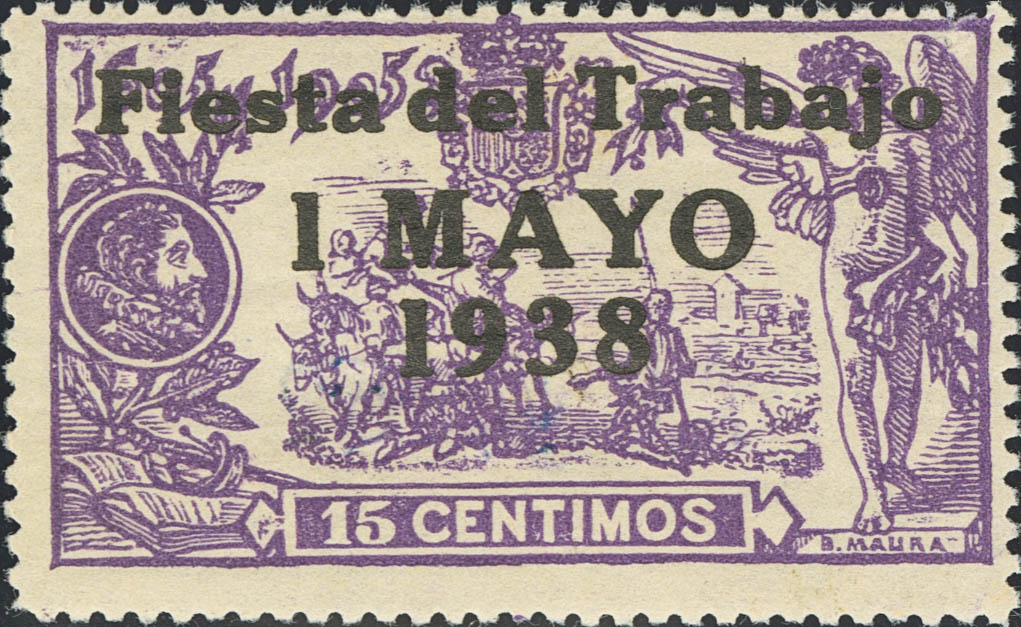 Fiesta del Trabajo
1 MAYO
1938
15 CENTIMOS
B. MAURA